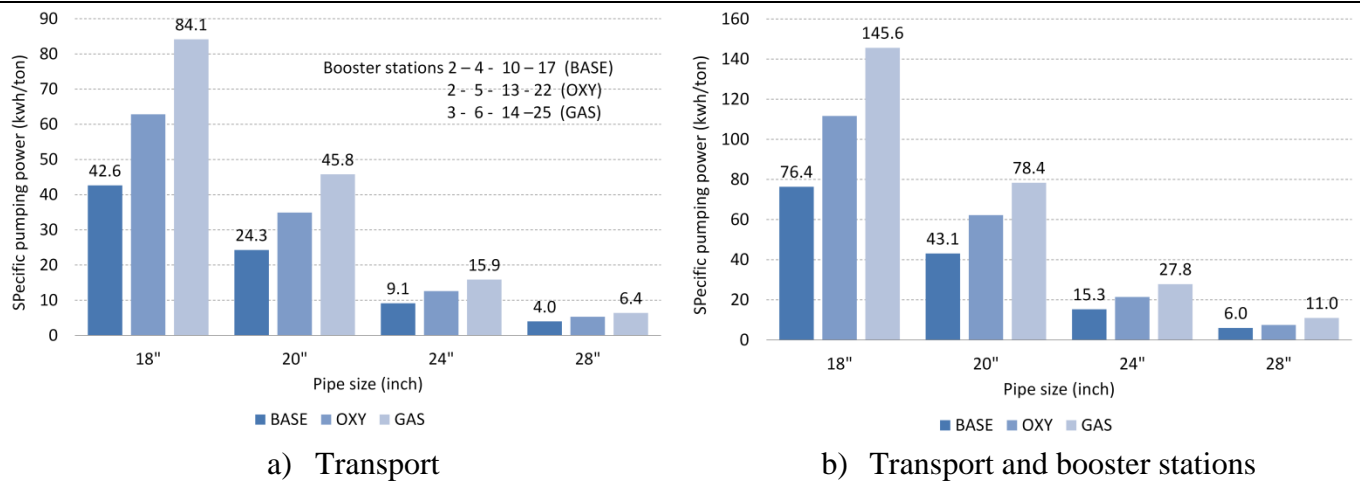 90
80
70
60
50
40
30
20
10
0
SPecific pumping power (kwh/ton)
84.1
Booster stations 2 – 4 - 10 – 17 (BASE)
2 - 5 - 13 - 22 (OXY)
3 - 6 - 14 –25 (GAS)
42.6
45.8
24.3
15.9
9.1
4.0
6.4
18" 20" 24" 28"
Pipe size (inch)
BASE OXY GAS
a) Transport
160
140
120
100
80
60
40
20
0
SPecific pumping power (kwh/ton)
145.6
76.4
78.4
43.1
27.8
15.3
6.0
11.0
18" 20" 24" 28"
Pipe size (inch)
BASE OXY GAS
b) Transport and booster stations